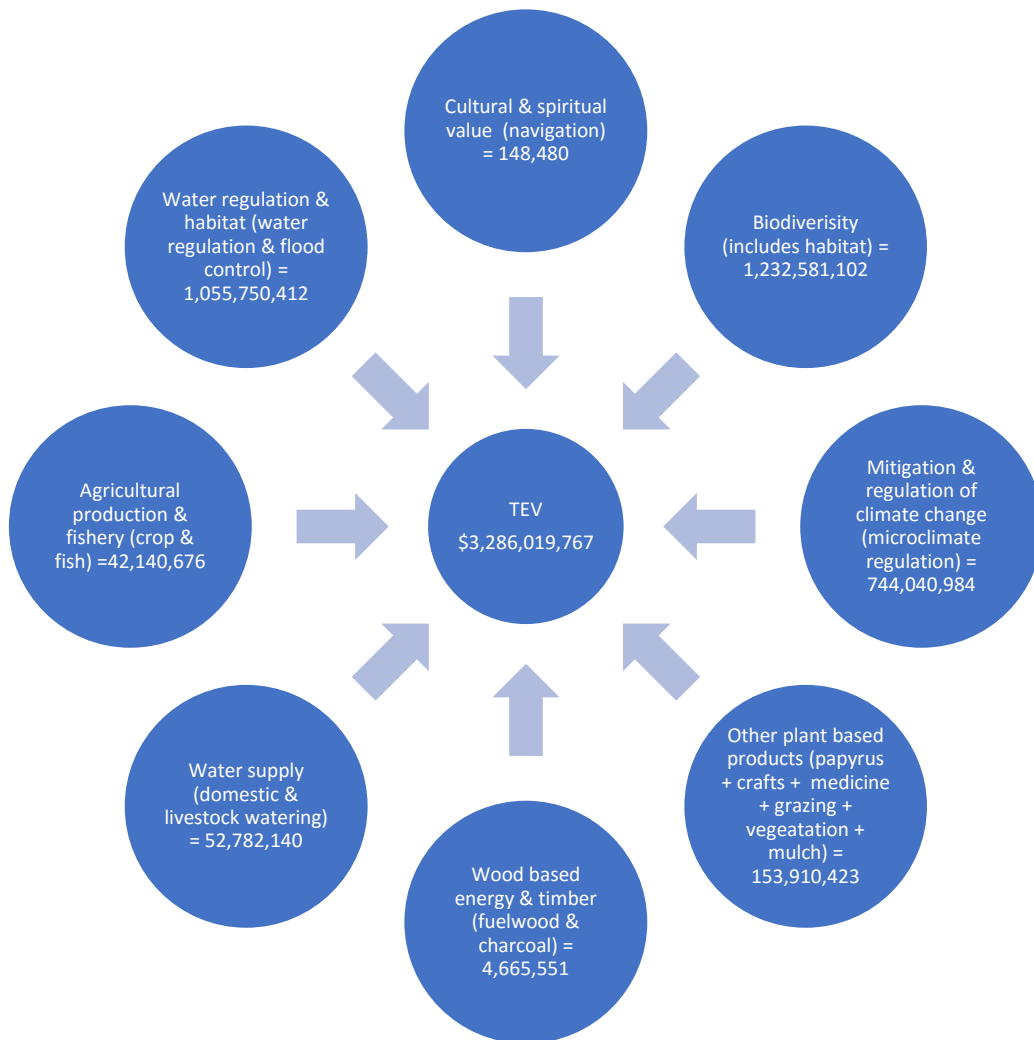 Cultural & spiritual
value (navigation)
= 148,480
Biodiverisity
(includes habitat) =
1,232,581,102
Mitigation &
regulation of
climate change
(microclimate
regulation) =
744,040,984
Other plant based
products (papyrus
+ crafts + medicine
+ grazing +
vegeatation +
mulch) =
153,910,423
Wood based
energy & timber
(fuelwood &
charcoal) =
4,665,551
Water supply
(domestic &
livestock watering)
= 52,782,140
Agricultural
production &
fishery (crop &
fish) =42,140,676
Water regulation &
habitat (water
regulation & flood
control) =
1,055,750,412
TEV
$3,286,019,767